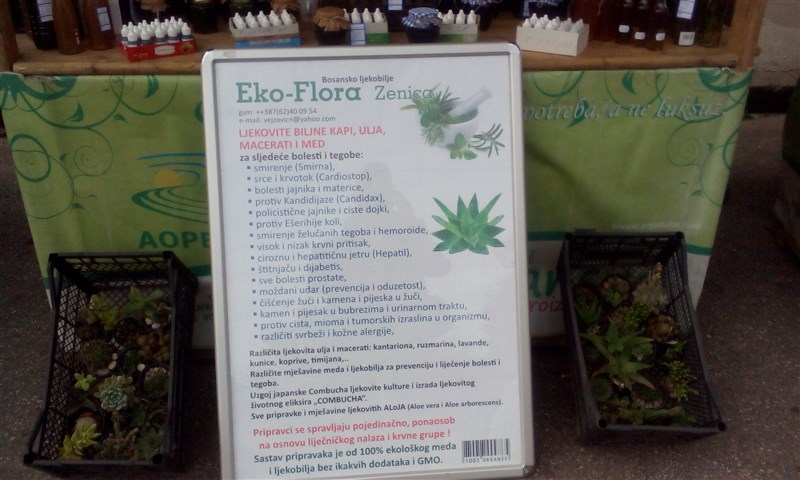 Bosansko ljekobilje
Eko-Flora Zenica
gsm: ++387(62)40 09 54
e-mail: vejzovicn@yahoo.com
LJEKOVITE BILJNE KAPI, ULJA,
MACERATI I MED
za sljedeće bolesti i tegobe:
• smirenje (Smirna),
• srce i krvotok (Cardiostop),
• bolesti jajnika i materice,
• protiv Kandidijaze (Candidax),
• policistične jajnike i ciste dojki,
• protiv Ešerihije koli,
• smirenje želučanih tegoba i hemoroide,
• visok i nizak krvni pritisak,
• ciroznu i hepatitičnu jetru (Hepatil),
• štitnjaču i dijabetis,
• sve bolesti prostate,
• moždani udar (prevencija i oduzetost),
• čišćenje žuči i kamena i pijeska u žuči,
• kamen i pijesak u bubrezima i urinarnom traktu,
• protiv cista, mioma i tumorskih izraslina u organizmu,
• različiti svrbeži i kožne alergije,
Različita ljekovita ulja i macerati: kantariona, ruzmarina, lavande,
kunice, koprive, timijana,..
Različite mješavine meda i ljekobilja za prevenciju i liječenje bolesti i
tegoba.
Uzgoj japanske Combucha ljekovite kulture i izrada ljekovitog
životnog eliksira „COMBUCHA".
Sve pripravke i mješavine ljekovitih ALoJA (Aloe vera i Aloe arborescens).
Pripravci se spravljaju pojedinačno, ponaosob
na osnovu liječničkog nalaza i krvne grupe !
Sastav pripravaka je od 100% ekološkog meda
i ljekobilja bez ikakvih dodataka i GMO.
100% ORGANSKI
potreba, a ne luksuz
AOPE